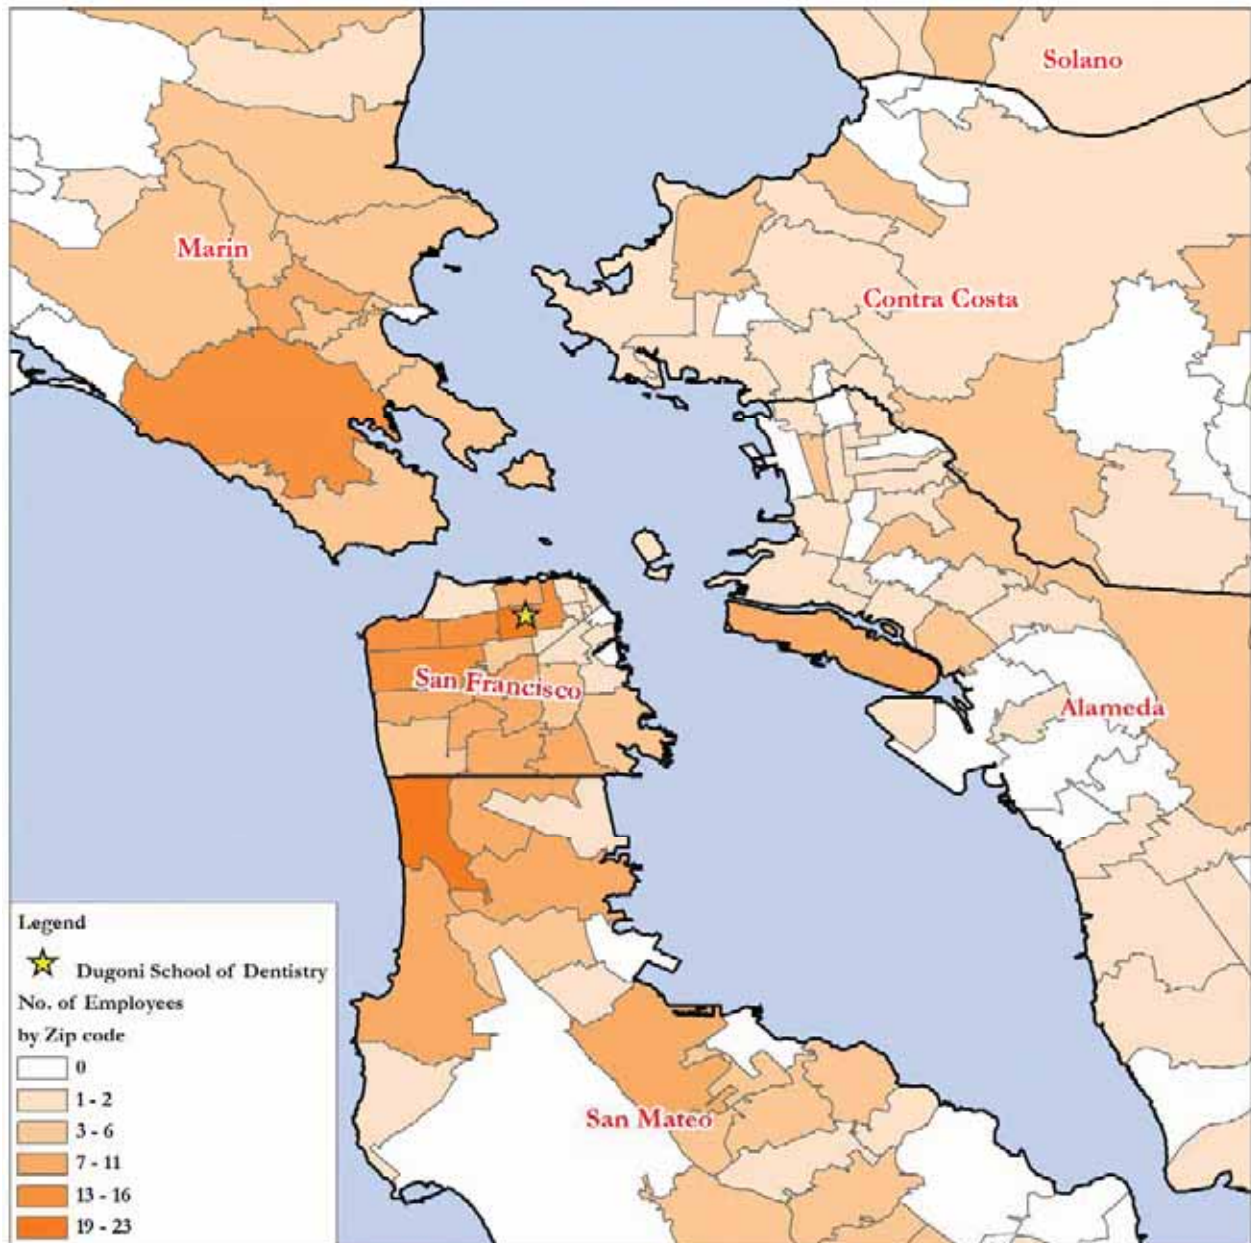 Solano
Marin
Contra Costa
San Francisco
Alameda
San Mateo
Legend
Dugoni School of Dentistry
No. of Employees
by Zip code
0
1 - 2
3 - 6
7 - 11
13 - 16
19 - 23